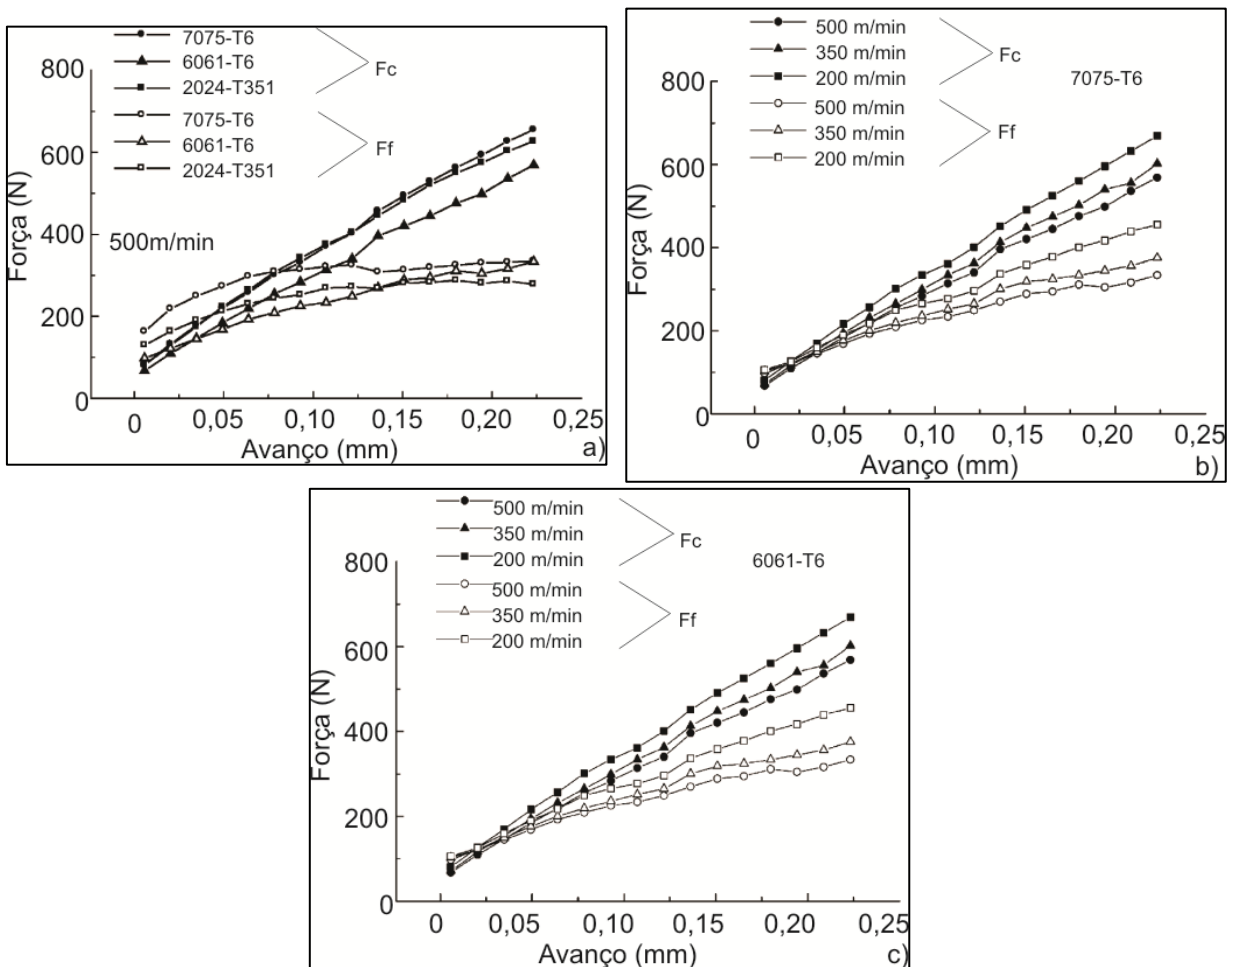 7075-T6
6061-T6
2024-T351
Fc
7075-T6
6061-T6
2024-T351
Ff
500m/min
Força (N)
800
600
400
200
0
0 0,05 0,10 0,15 0,20 0,25
Avanço (mm)
a)
500 m/min
350 m/min
200 m/min
Fc
7075-T6
500 m/min
350 m/min
200 m/min
Ff
Força (N)
800
600
400
200
0
0 0,05 0,10 0,15 0,20 0,25
Avanço (mm)
b)
500 m/min
350 m/min
200 m/min
Fc
6061-T6
500 m/min
350 m/min
200 m/min
Ff
Força (N)
800
600
400
200
0
0 0,05 0,10 0,15 0,20 0,25
Avanço (mm)
c)